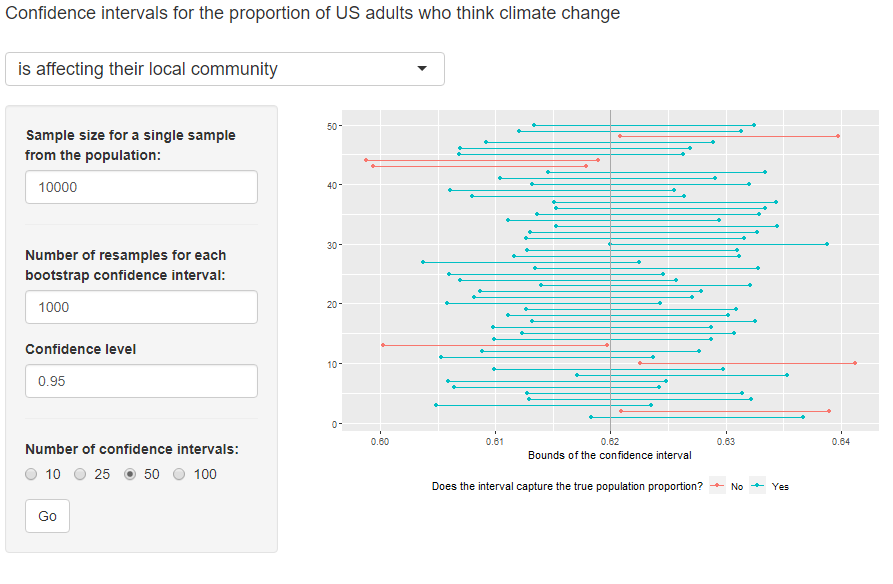 Confidence intervals for the proportion of US adults who think climate change
is affecting their local community
Sample size for a single sample
from the population:
10000
Number of resamples for each
bootstrap confidence interval:
1000
Confidence level
0.95
Number of confidence intervals:
10 25 50 100
Go
50
40
30
20
10
0
0.60 0.61 0.62 0.63 0.64
Bounds of the confidence interval
Does the interval capture the true population proportion? No Yes